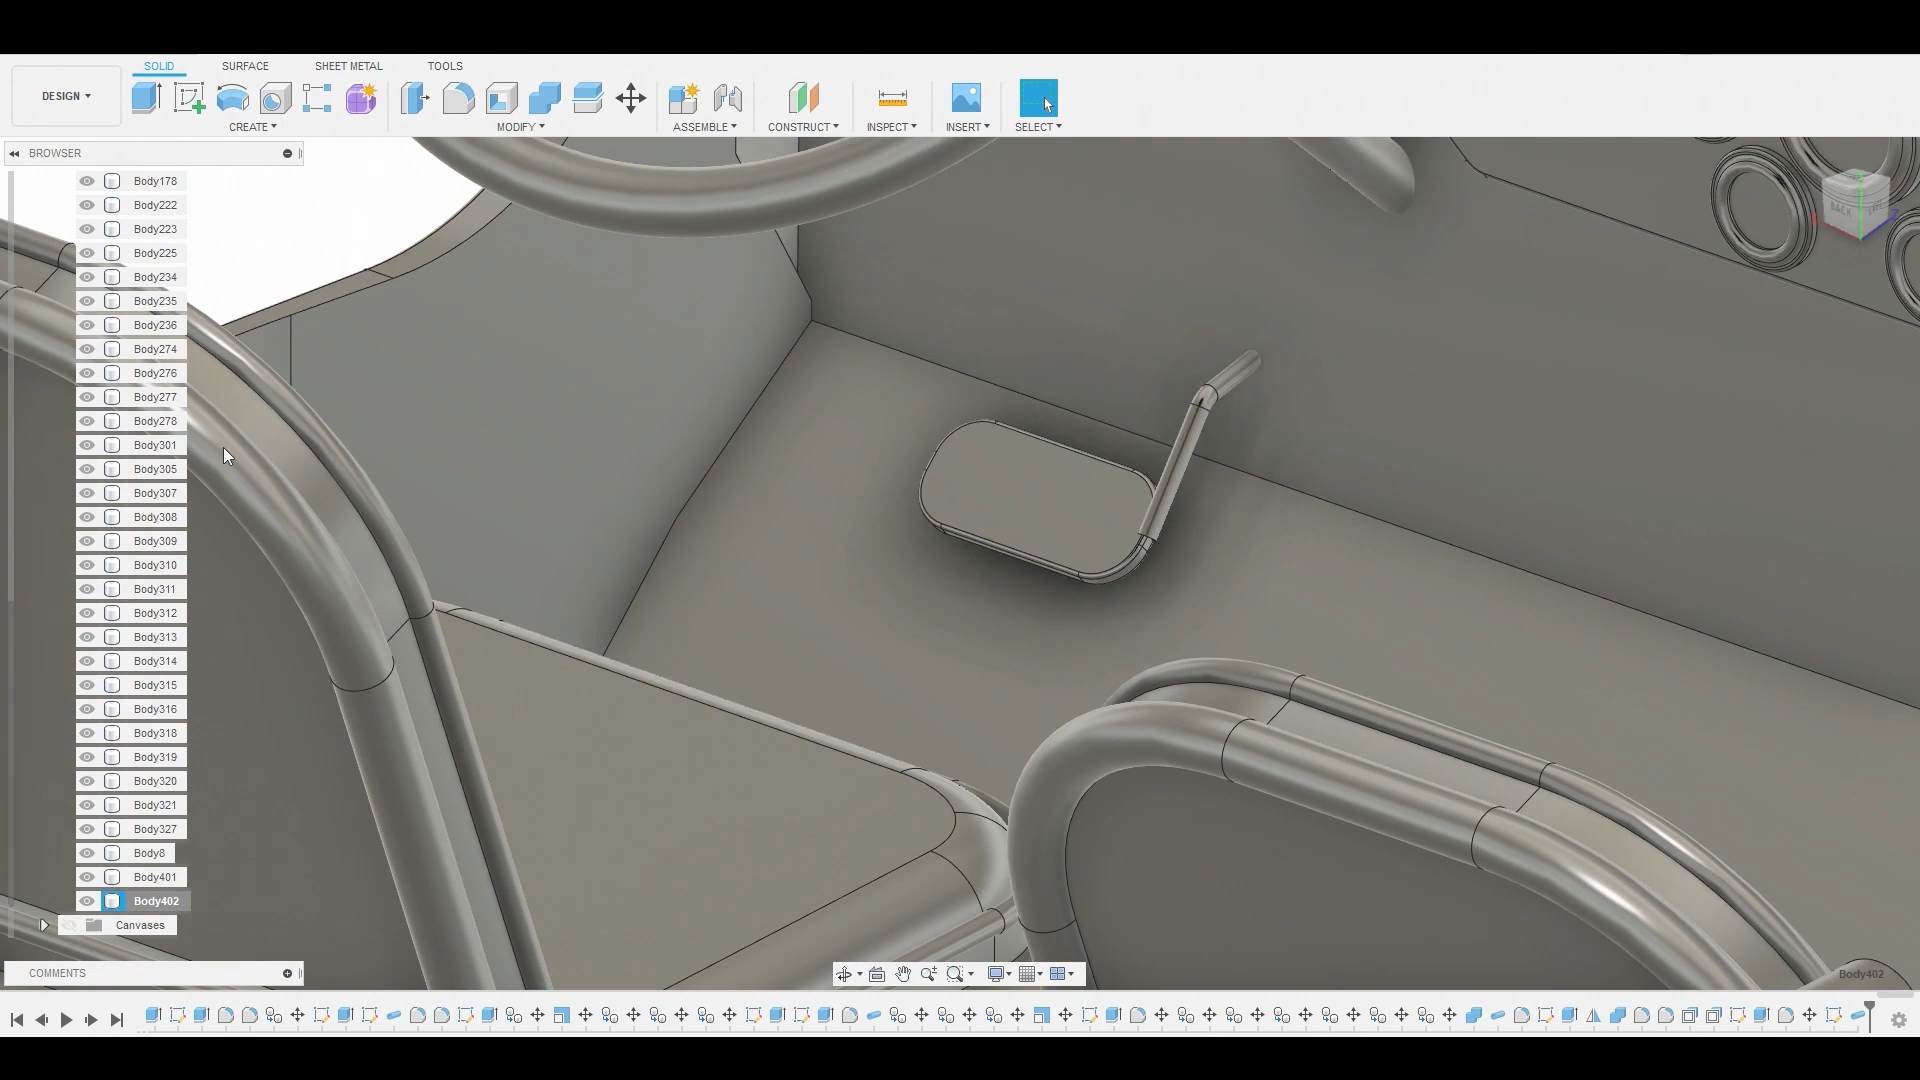 SOLID SURFACE SHEET METAL TOOLS
DESIGN
CREATE MODIFY ASSEMBLE CONSTRUCT INSPECT INSERT SELECT
BROWSER
Body178
Body222
Body223
Body225
Body234
Body235
Body236
Body274
Body276
Body277
Body278
Body301
Body305
Body307
Body308
Body309
Body310
Body311
Body312
Body313
Body314
Body315
Body316
Body318
Body319
Body320
Body321
Body327
Body8
Body401
Body402
Canvases
COMMENTS
Body402
BACK